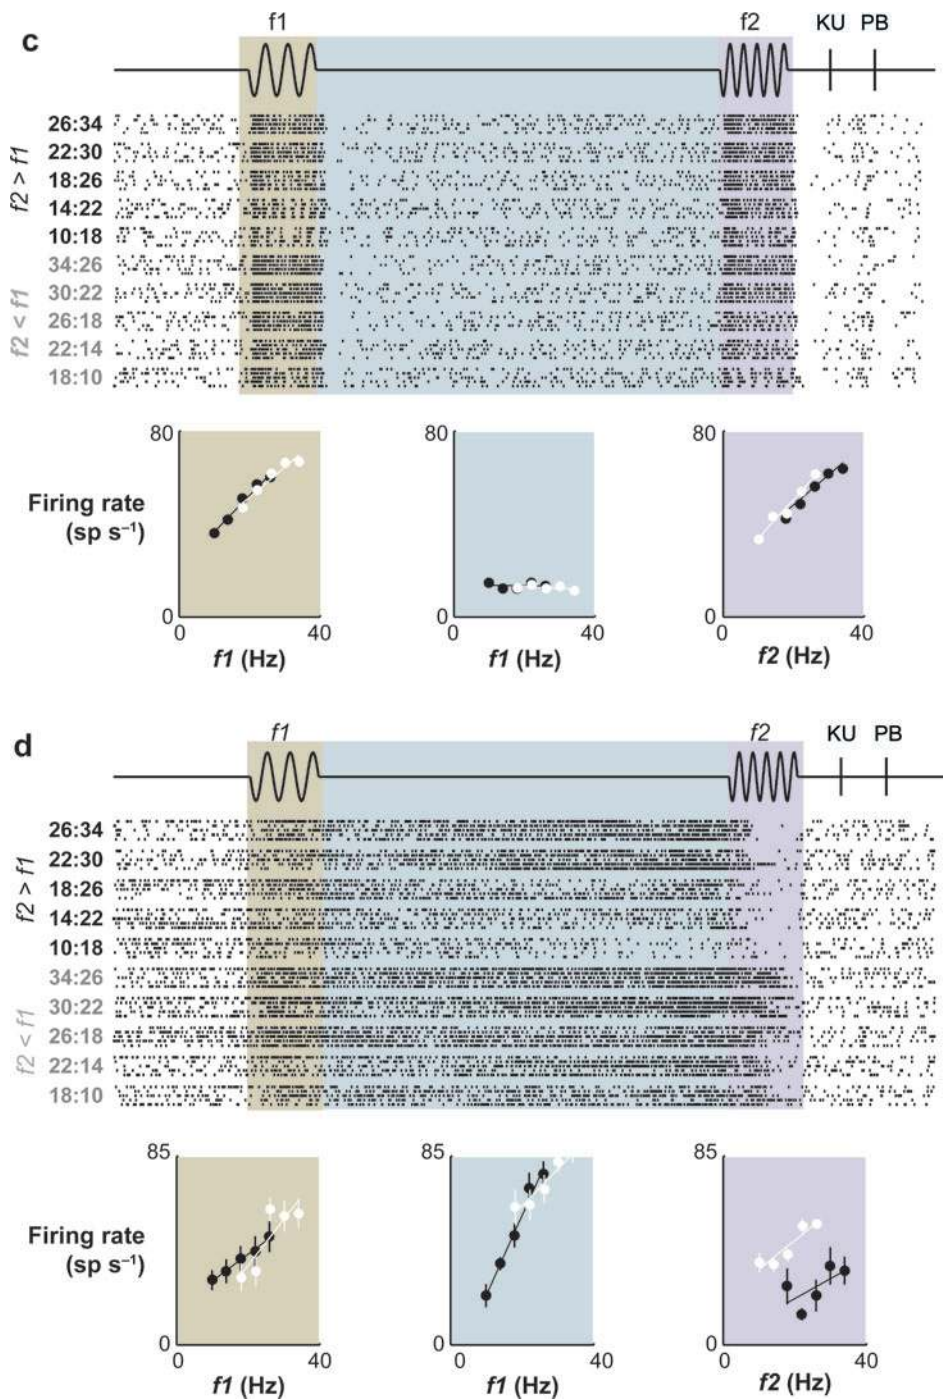 c
f1 f2 KU PB
f2 > f1
26:34
22:30
18:26
14:22
10:18
f2 < f1
34:26
30:22
26:18
22:14
18:10
Firing rate
(sp s⁻¹)
80 80 80
0 0 0
0 40 0 40 0 40
f1 (Hz) f1 (Hz) f2 (Hz)
d
f1 f2 KU PB
f2 > f1
26:34
22:30
18:26
14:22
10:18
f2 < f1
34:26
30:22
26:18
22:14
18:10
Firing rate
(sp s⁻¹)
85 85 85
0 0 0
0 40 0 40 0 40
f1 (Hz) f1 (Hz) f2 (Hz)